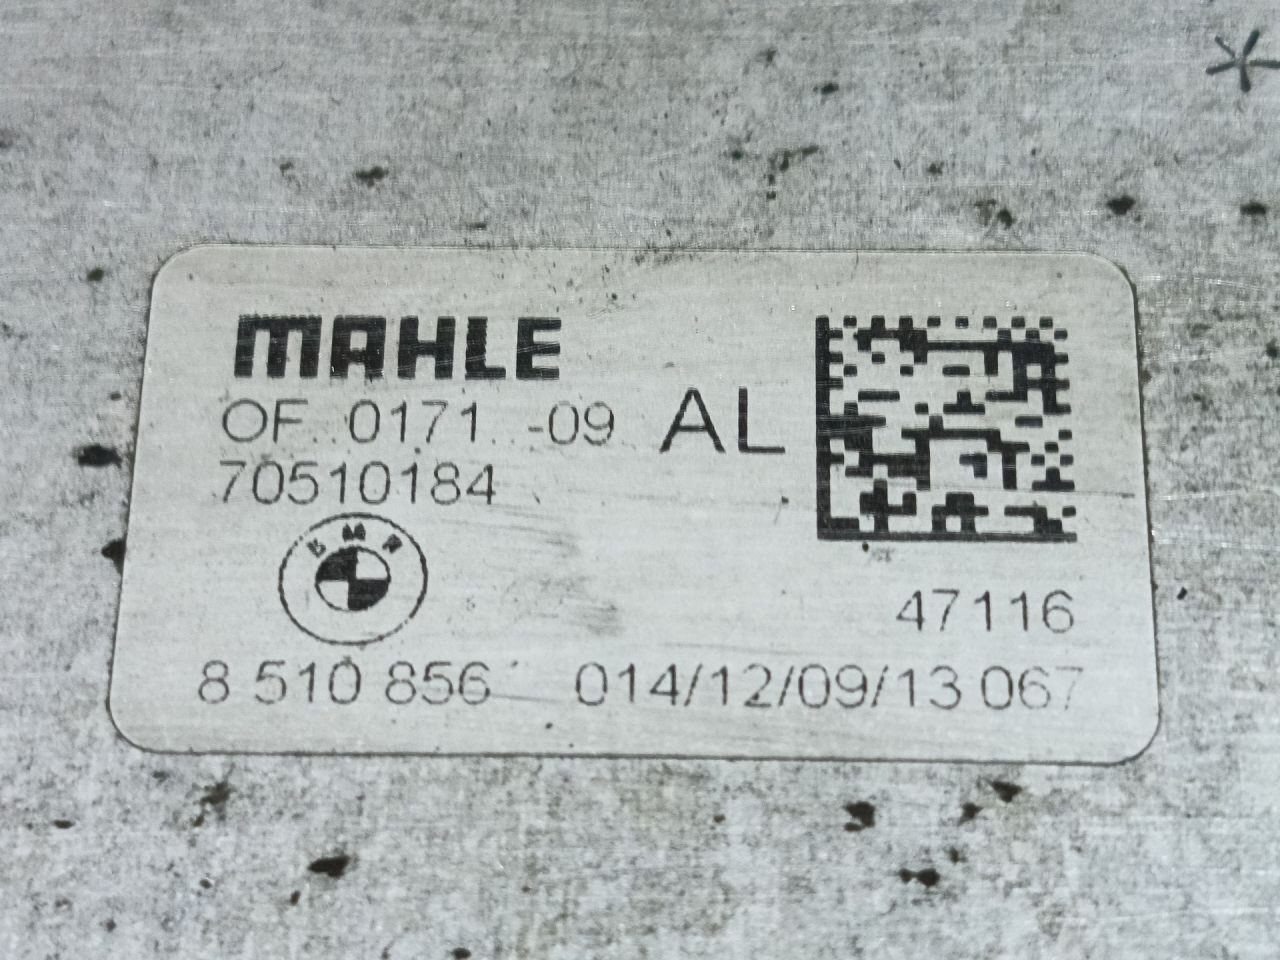 MAHLE
OF 0171 -09 AL
70510184
BMW
47116
8 510 856 014/12/09/13 067